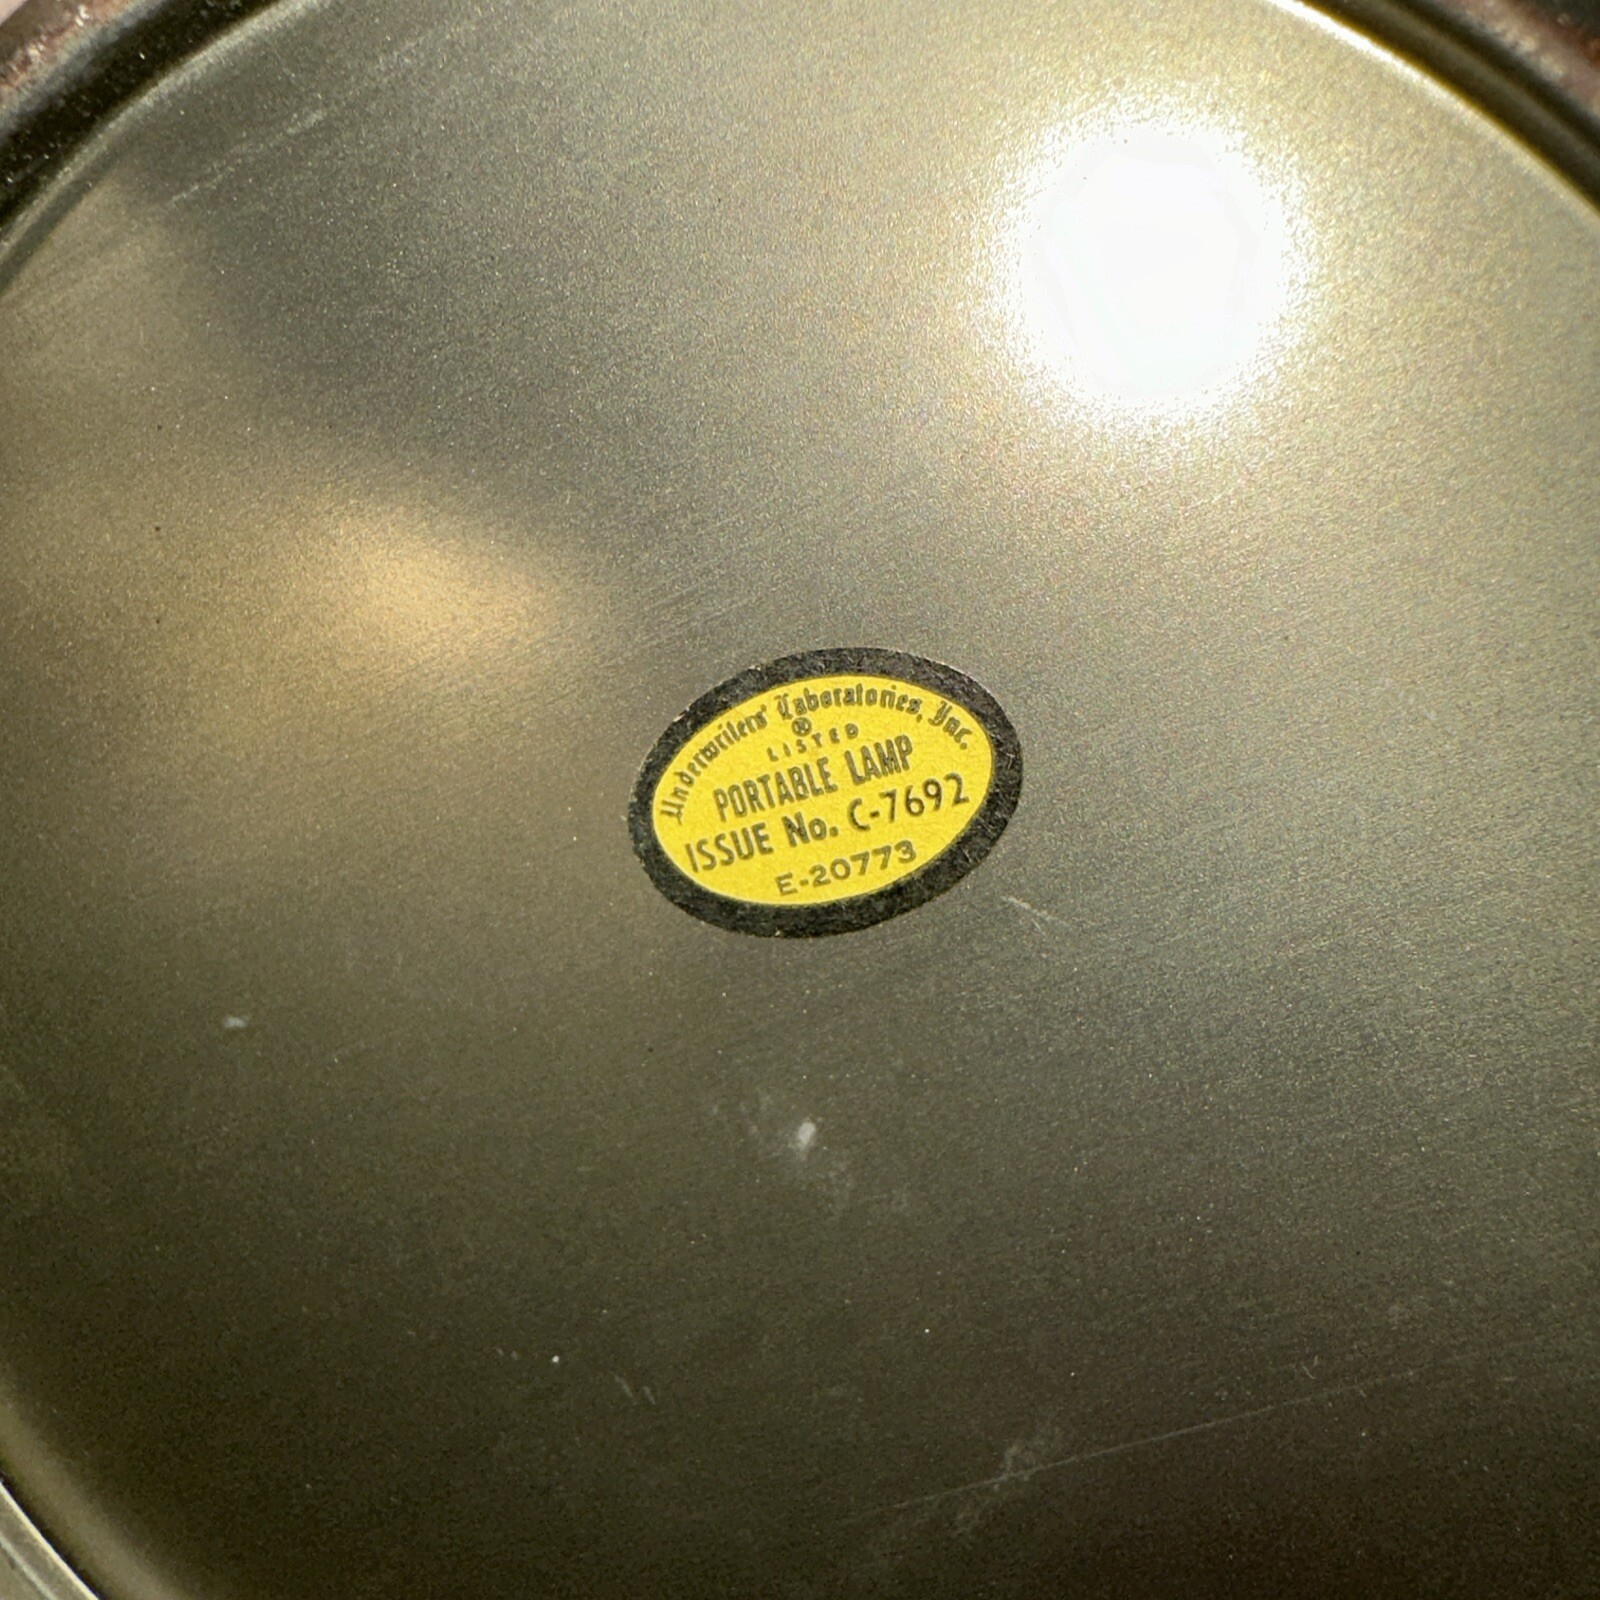 Underwriters' Laboratories, Inc.
®
LISTED
PORTABLE LAMP
ISSUE No. C-7692
E-20773